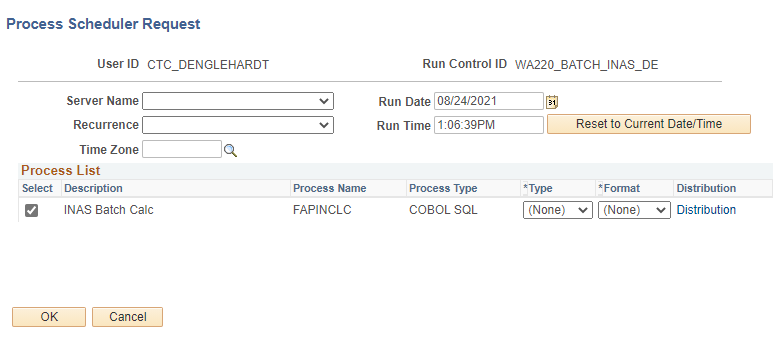 Process Scheduler Request
User ID CTC_DENGLEHARDT Run Control ID WA220_BATCH_INAS_DE
Server Name Run Date 08/24/2021 31
Recurrence Run Time 1:06:39PM Reset to Current Date/Time
Time Zone
Process List
Select Description Process Name Process Type *Type *Format Distribution
INAS Batch Calc FAPINCLC COBOL SQL (None) (None) Distribution
OK Cancel